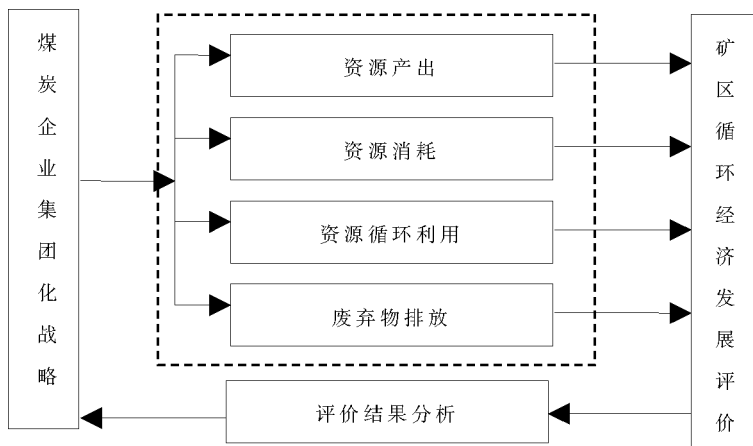 煤炭企业集团化战略
资源产出
资源消耗
资源循环利用
废弃物排放
评价结果分析
矿区循环经济发展评价